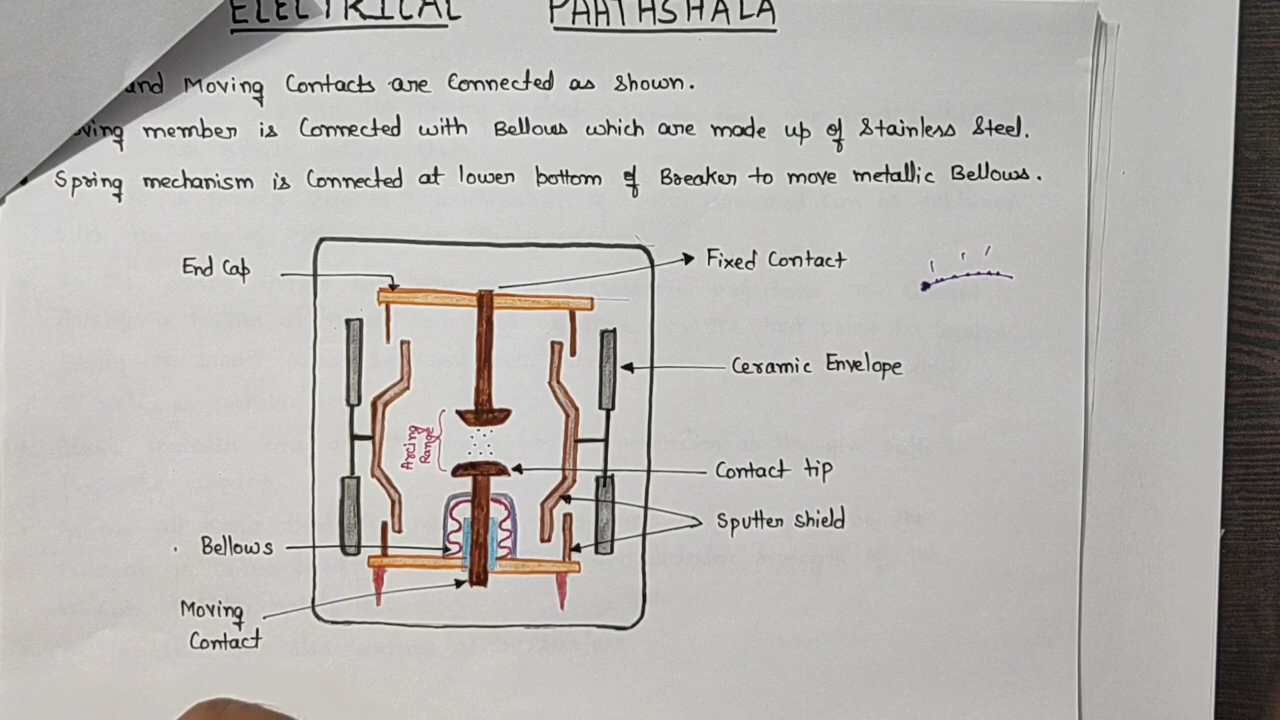 ELECTRICAL PAATHSHALA
and Moving Contacts are Connected as Shown.
member is Connected with Bellows which are made up of Stainless Steel.
Spring mechanism is Connected at lower bottom of Breaker to move metallic Bellows.
End Cap
Fixed Contact
Ceramic Envelope
Arcing
Range
Contact tip
Sputter shield
Bellows
Moving
Contact